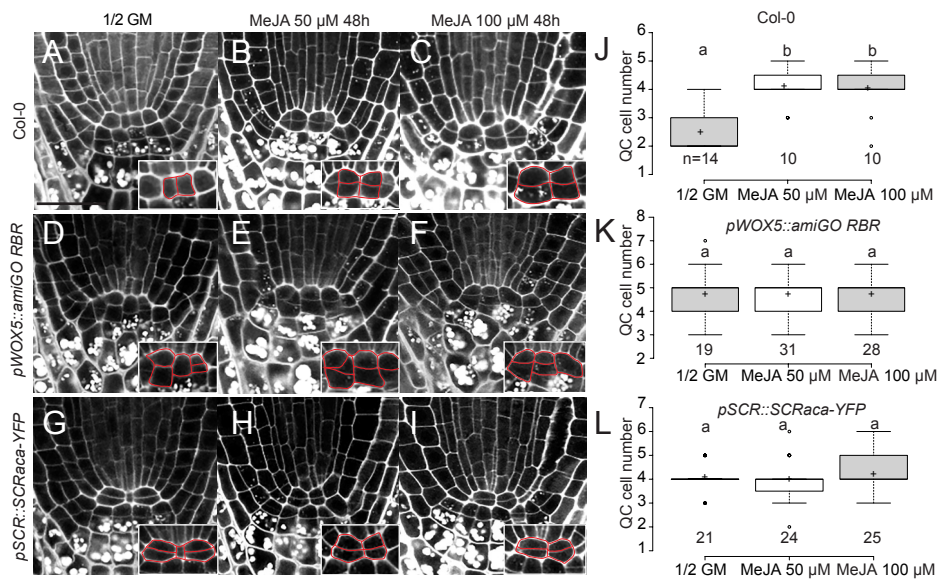 1/2 GM MeJA 50 µM 48h MeJA 100 µM 48h
Col-0
A B C
pWOX5::amiGO RBR
D E F
pSCR::SCRaca-YFP
G H I
J
Col-0
QC cell number
5
4
3
2
1
a b b
n=14 10 10
1/2 GM MeJA 50 µM MeJA 100 µM
K
pWOX5::amiGO RBR
QC cell number
8
7
6
5
4
3
2
a a a
19 31 28
1/2 GM MeJA 50 µM MeJA 100 µM
L
pSCR::SCRaca-YFP
QC cell number
7
6
5
4
3
2
1
a a a
21 24 25
1/2 GM MeJA 50 µM MeJA 100 µM